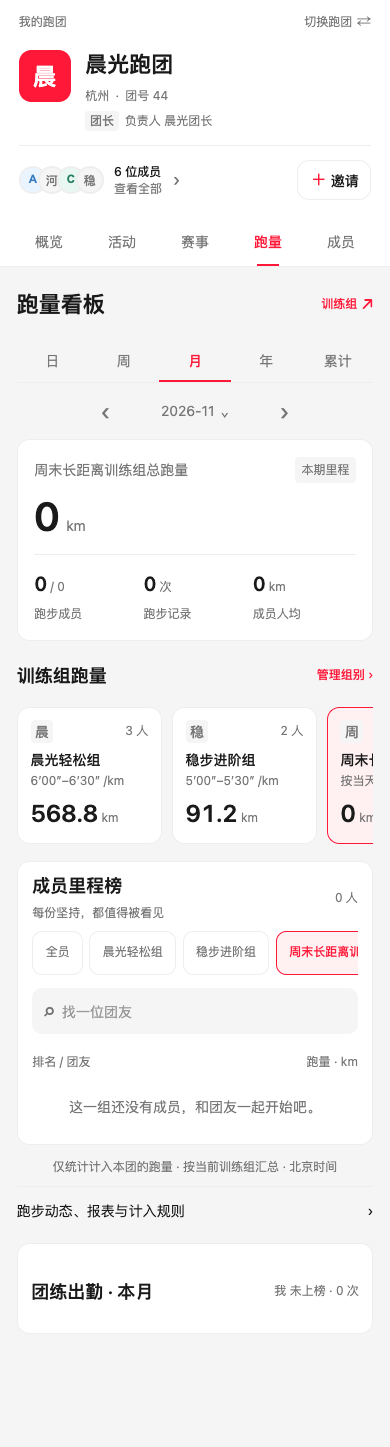 我的跑团
切换跑团 ⇄
晨
晨光跑团
杭州 · 团号 44
团长 负责人 晨光团长
A 河 C 稳
6 位成员
查看全部 ›
+ 邀请
概览 活动 赛事 跑量 成员
跑量看板
训练组 ↗
日 周 月 年 累计
‹ 2026-11 ⌄ ›
周末长距离训练组总跑量
本期里程
0 km
0 / 0 0 次 0 km
跑步成员 跑步记录 成员人均
训练组跑量
管理组别 ›
晨 3 人
晨光轻松组
6’00”–6’30” /km
568.8 km
稳 2 人
稳步进阶组
5’00”–5’30” /km
91.2 km
周
周末
按当天
0 km
成员里程榜
每份坚持，都值得被看见
0 人
全员 晨光轻松组 稳步进阶组 周末长距离训
找一位团友
排名 / 团友 跑量 · km
这一组还没有成员，和团友一起开始吧。
仅统计计入本团的跑量 · 按当前训练组汇总 · 北京时间
跑步动态、报表与计入规则 ›
团练出勤 · 本月
我 未上榜 · 0 次